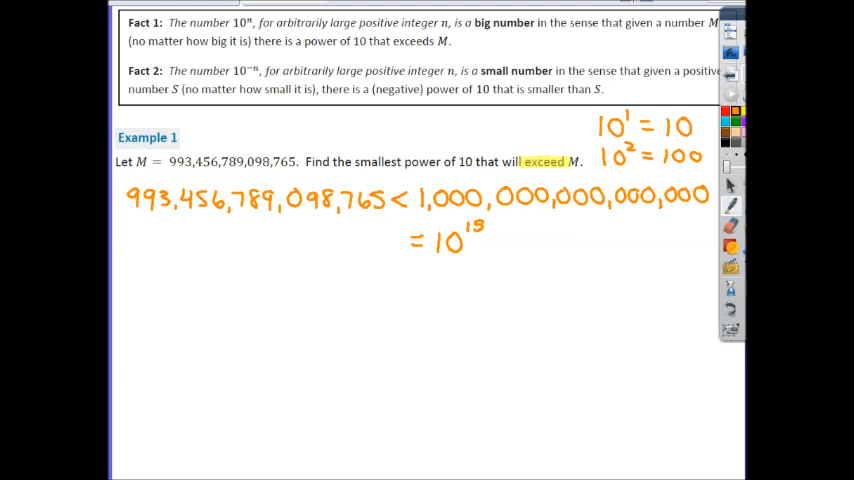 Fact 1: The number 10ⁿ, for arbitrarily large positive integer n, is a big number in the sense that given a number M
(no matter how big it is) there is a power of 10 that exceeds M.
Fact 2: The number 10⁻ⁿ, for arbitrarily large positive integer n, is a small number in the sense that given a positive
number S (no matter how small it is), there is a (negative) power of 10 that is smaller than S.
10¹ = 10
Example 1
10² = 100
Let M = 993,456,789,098,765. Find the smallest power of 10 that will exceed M.
993,456,789,098,765 < 1,000,000,000,000,000
= 10¹⁵